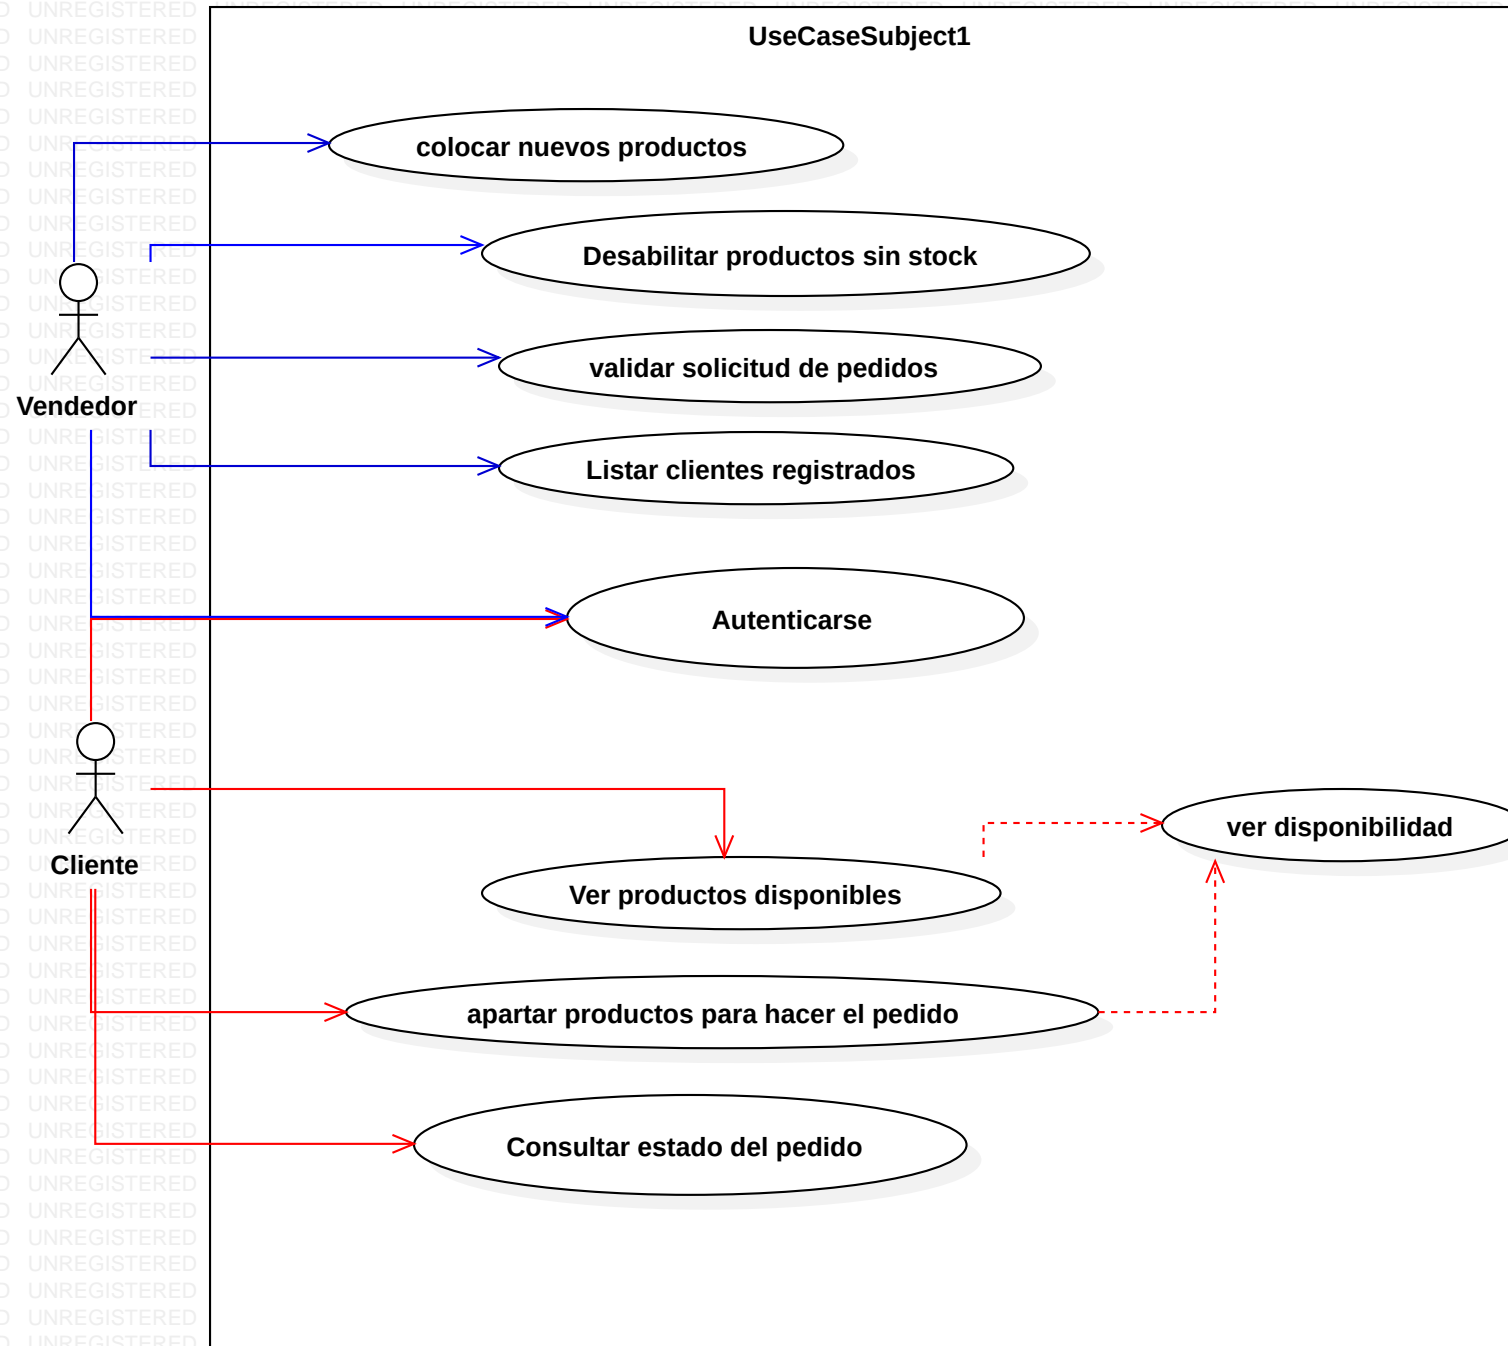 UseCaseSubject1
colocar nuevos productos
Desabilitar productos sin stock
validar solicitud de pedidos
Vendedor
Listar clientes registrados
Autenticarse
ver disponibilidad
Cliente
Ver productos disponibles
apartar productos para hacer el pedido
Consultar estado del pedido
UNREGISTERED